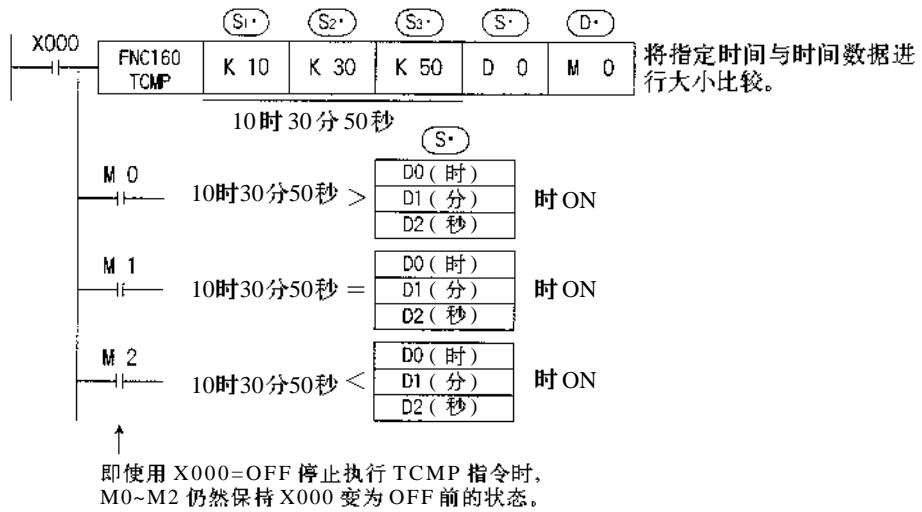 S1· S2· S3· S· D·
X000
FNC160 TCMP K 10 K 30 K 50 D 0 M 0
将指定时间与时间数据进
行大小比较。
10时30分50秒
S·
M 0
10时30分50秒 > D0(时) D1(分) D2(秒) 时ON
M 1
10时30分50秒 = D0(时) D1(分) D2(秒) 时ON
M 2
10时30分50秒 < D0(时) D1(分) D2(秒) 时ON
即使用 X000=OFF 停止执行 TCMP 指令时,
M0~M2 仍然保持 X000 变为 OFF 前的状态。